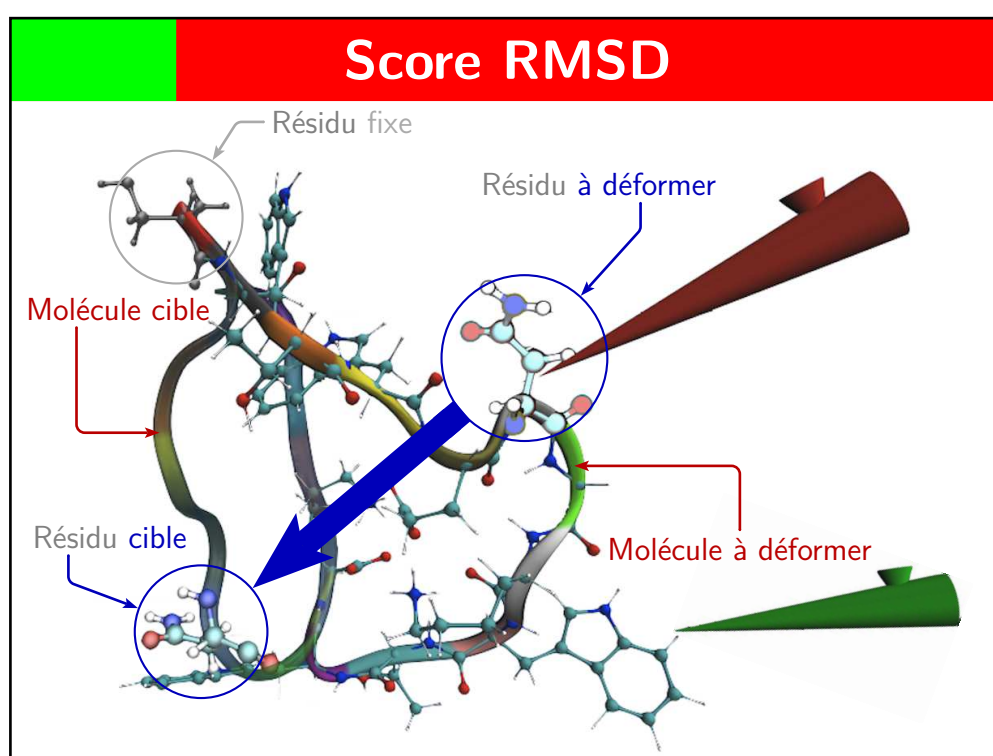 Score RMSD
Résidu fixe
Résidu à déformer
Molécule cible
Résidu cible
Molécule à déformer